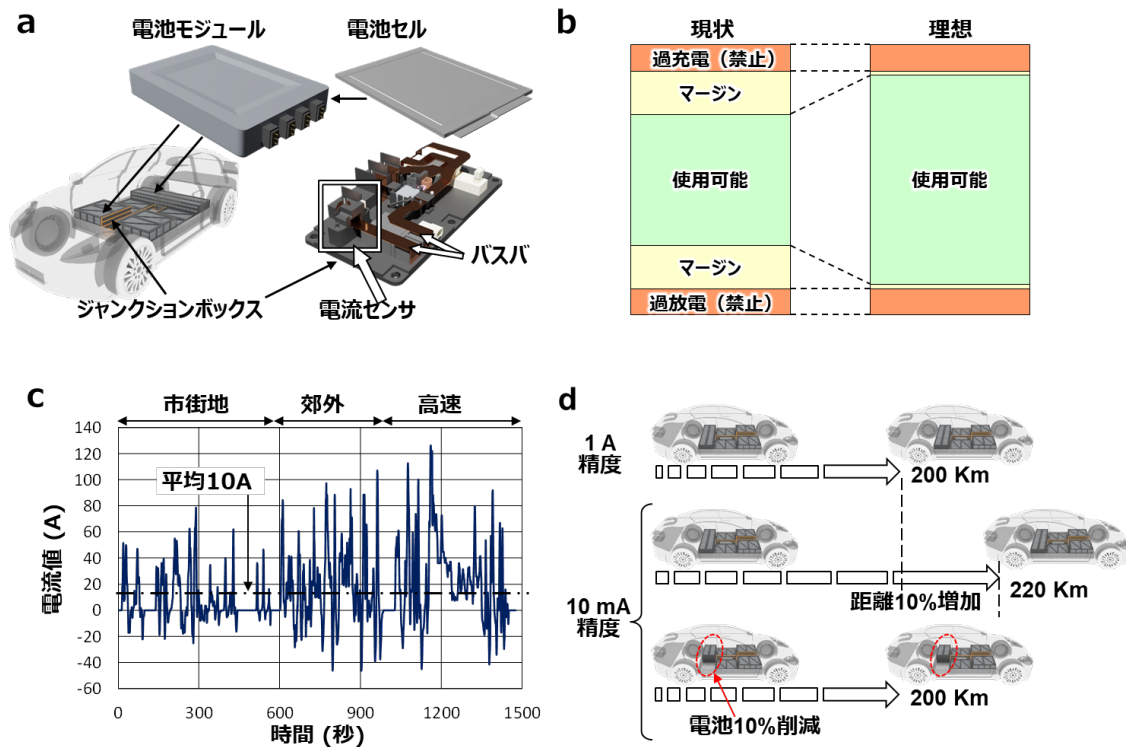 a
電池モジュール
電池セル
バスバ
ジャンクションボックス
電流センサ
b
現状
理想
過充電（禁止）
マージン
使用可能
使用可能
マージン
過放電（禁止）
c
市街地
郊外
高速
140
120
100
80
60
40
20
0
-20
-40
-60
平均10A
電流値 (A)
0
300
600
900
1200
1500
時間 (秒)
d
1 A
精度
200 Km
10 mA
精度
220 Km
距離10%増加
200 Km
電池10%削減